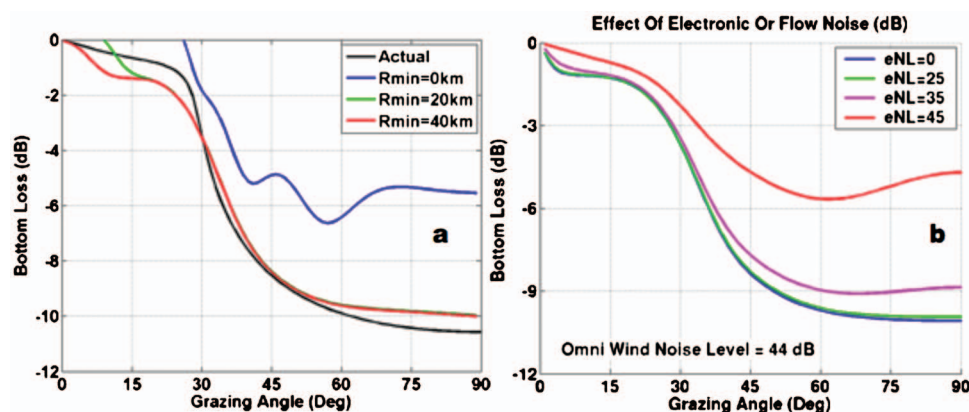 0
-2
-4
-6
-8
-10
-12
Bottom Loss (dB)
Actual
Rmin=0km
Rmin=20km
Rmin=40km
a
0 15 30 45 60 75 90
Grazing Angle (Deg)
Effect Of Electronic Or Flow Noise (dB)
0
-3
-6
-9
-12
Bottom Loss (dB)
eNL=0
eNL=25
eNL=35
eNL=45
b
Omni Wind Noise Level = 44 dB
0 15 30 45 60 75 90
Grazing Angle (Deg)